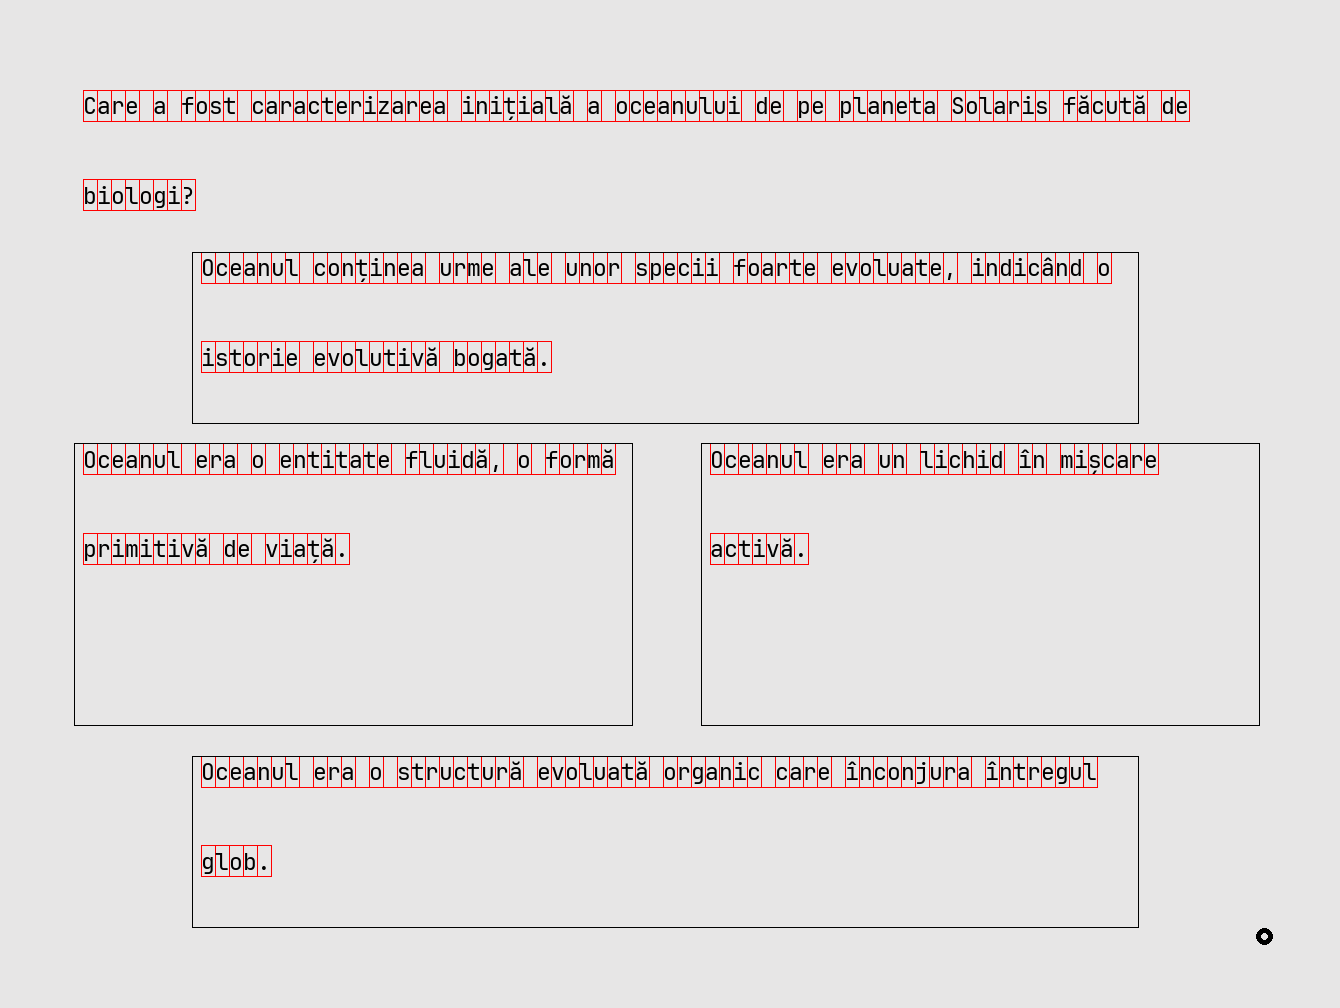 Care a fost caracterizarea inițială a oceanului de pe planeta Solaris făcută de
biologi?
Oceanul conținea urme ale unor specii foarte evoluate, indicând o
istorie evolutivă bogată.
Oceanul era o entitate fluidă, o formă
primitivă de viață.
Oceanul era un lichid în mișcare
activă.
Oceanul era o structură evoluată organic care înconjura întregul
glob.